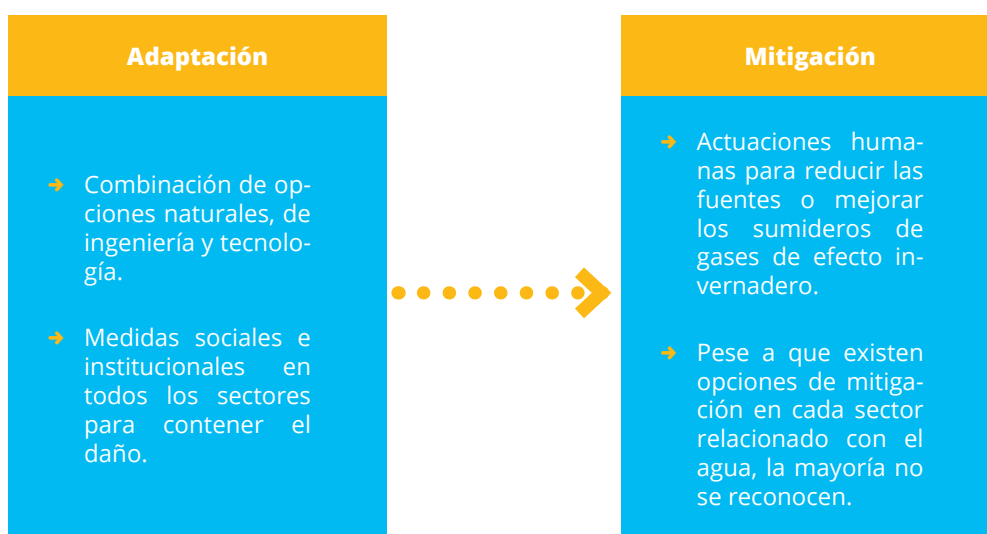 Adaptación
Combinación de op-
ciones naturales, de
ingeniería y tecnolo-
gía.
Medidas sociales e
institucionales en
todos los sectores
para contener el
daño.
Mitigación
Actuaciones huma-
nas para reducir las
fuentes o mejorar
los sumideros de
gases de efecto in-
vernadero.
Pese a que existen
opciones de mitiga-
ción en cada sector
relacionado con el
agua, la mayoría no
se reconocen.